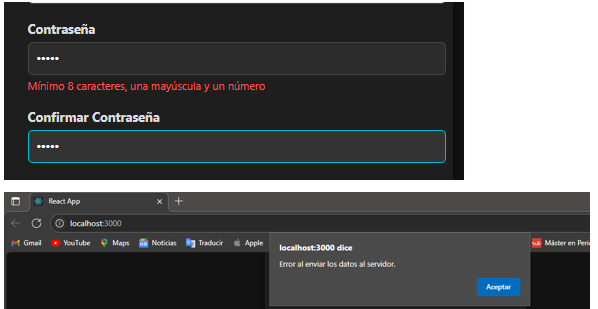 Contraseña
•••••
Mínimo 8 caracteres, una mayúscula y un número
Confirmar Contraseña
•••••
React App
localhost:3000
Gmail YouTube Maps Noticias Traducir Apple Máster en Peri
localhost:3000 dice
Error al enviar los datos al servidor.
Aceptar